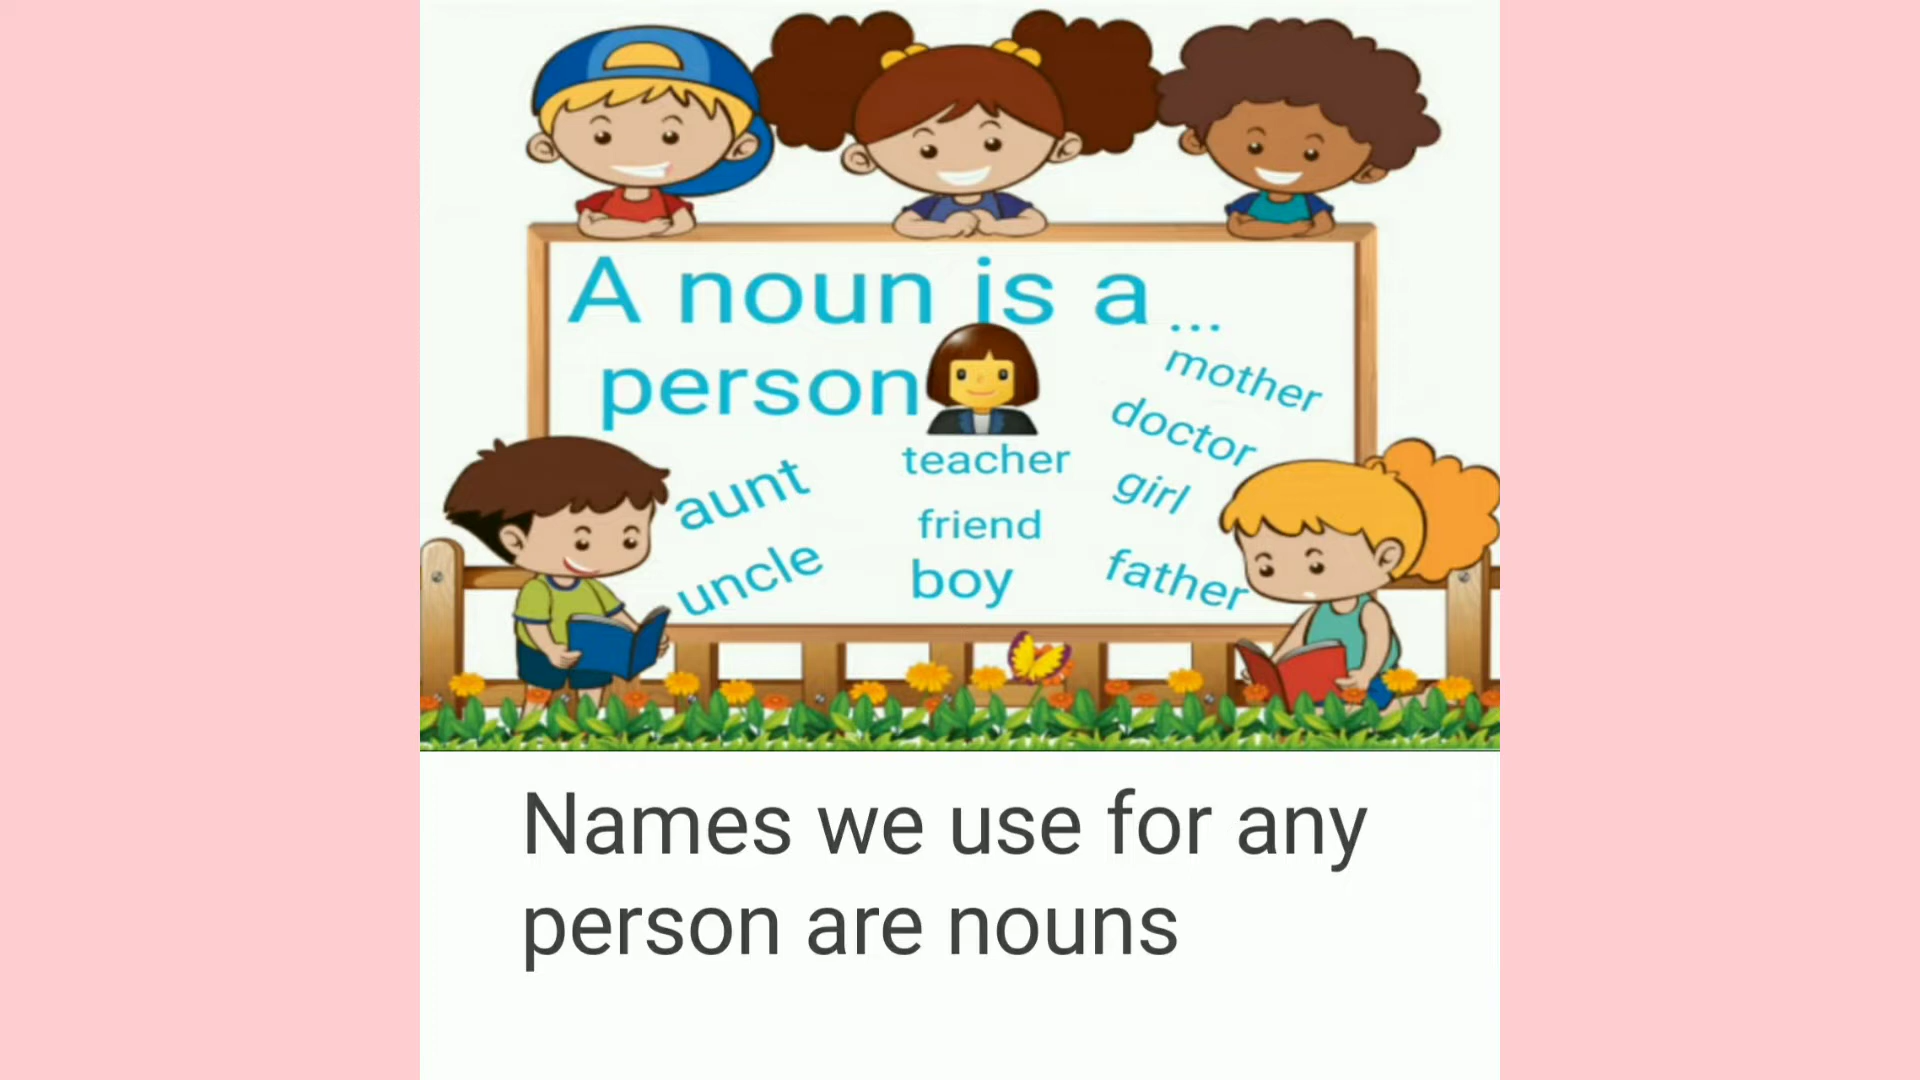 A noun is a...
person
mother
doctor
girl
father
teacher
friend
boy
aunt
uncle
Names we use for any
person are nouns